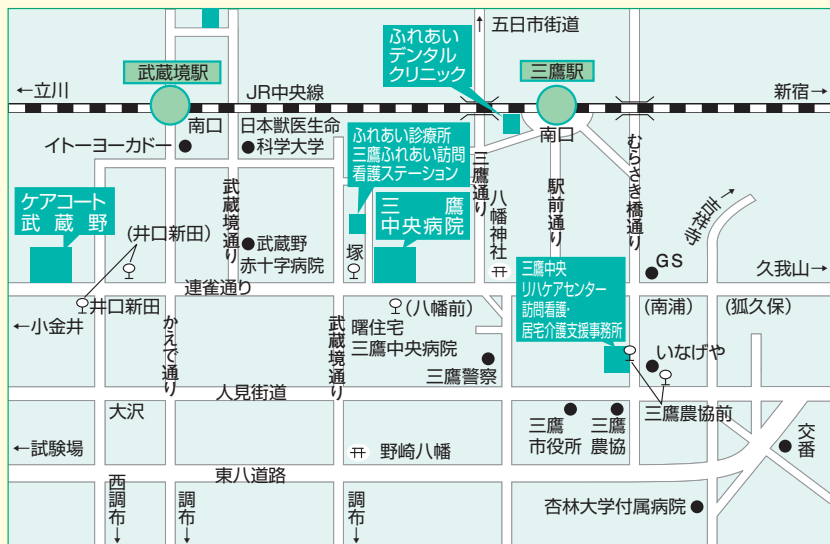 ↑五日市街道
ふれあい
デンタル
クリニック
武蔵境駅
三鷹駅
←立川
JR中央線
新宿→
南口
イトーヨーカドー
日本獣医生命
科学大学
南口
ふれあい診療所
三鷹ふれあい訪問
看護ステーション
三鷹通り
八幡神社
駅前通り
むらさき橋通り
吉祥寺→
ケアコート
武蔵野
武蔵境通り
三鷹
中央病院
(井口新田)
武蔵野
赤十字病院
塚
三鷹中央
リハケアセンター
訪問看護・
居宅介護支援事務所
GS
久我山→
連雀通り
井口新田
(八幡前)
(南浦)
(狐久保)
←小金井
かえで通り
武蔵境通り
曙住宅
三鷹中央病院
三鷹警察
いなげや
人見街道
大沢
三鷹農協前
三鷹
市役所
三鷹
農協
交番
←試験場
野崎八幡
東八道路
西調布→
調布→
調布→
杏林大学付属病院